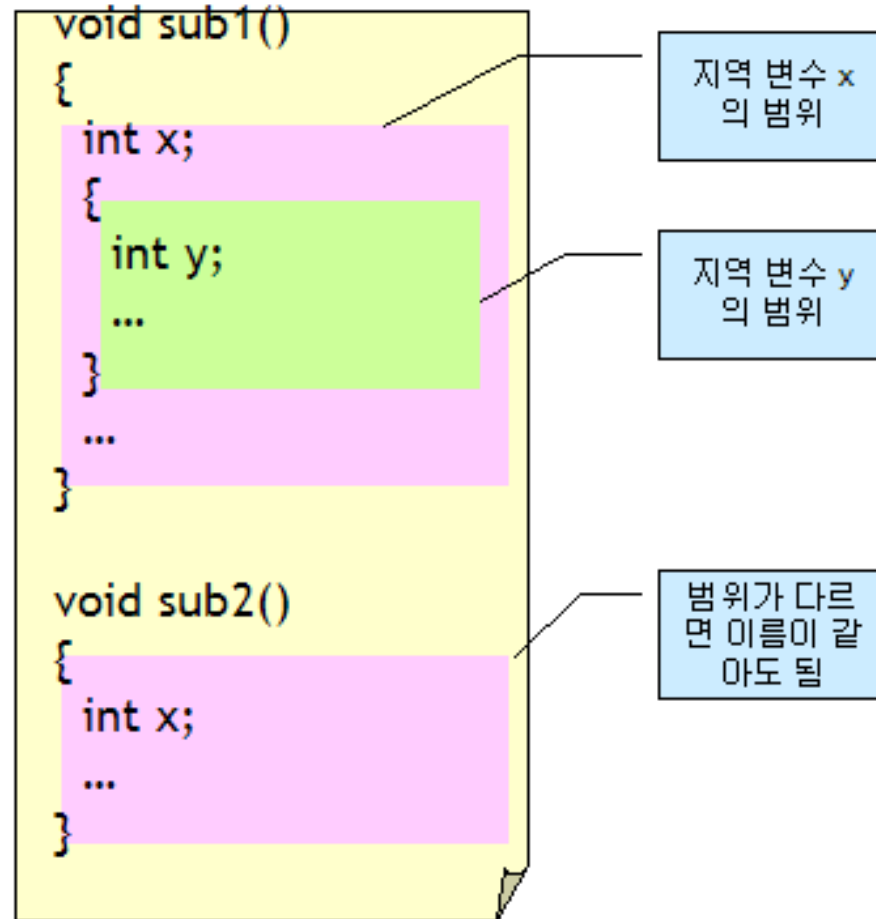 void sub1()
{
int x;
{
int y;
...
}
...
}
void sub2()
{
int x;
...
}
지역 변수 x
의 범위
지역 변수 y
의 범위
범위가 다르
면 이름이 같
아도 됨